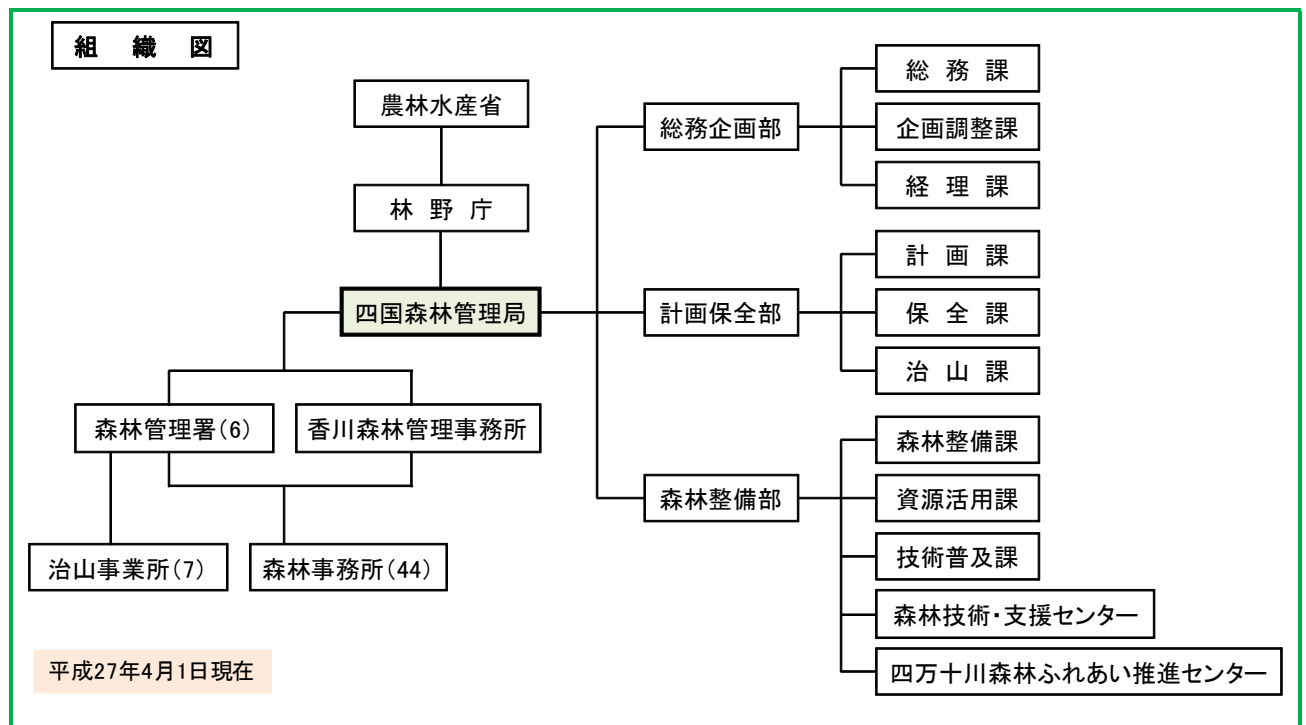 組 織 図
農林水産省
林 野 庁
四国森林管理局
森林管理署(6)
香川森林管理事務所
治山事業所(7)
森林事務所(44)
総務企画部
総 務 課
企画調整課
経 理 課
計画保全部
計 画 課
保 全 課
治 山 課
森林整備部
森林整備課
資源活用課
技術普及課
森林技術・支援センター
四万十川森林ふれあい推進センター
平成27年4月1日現在